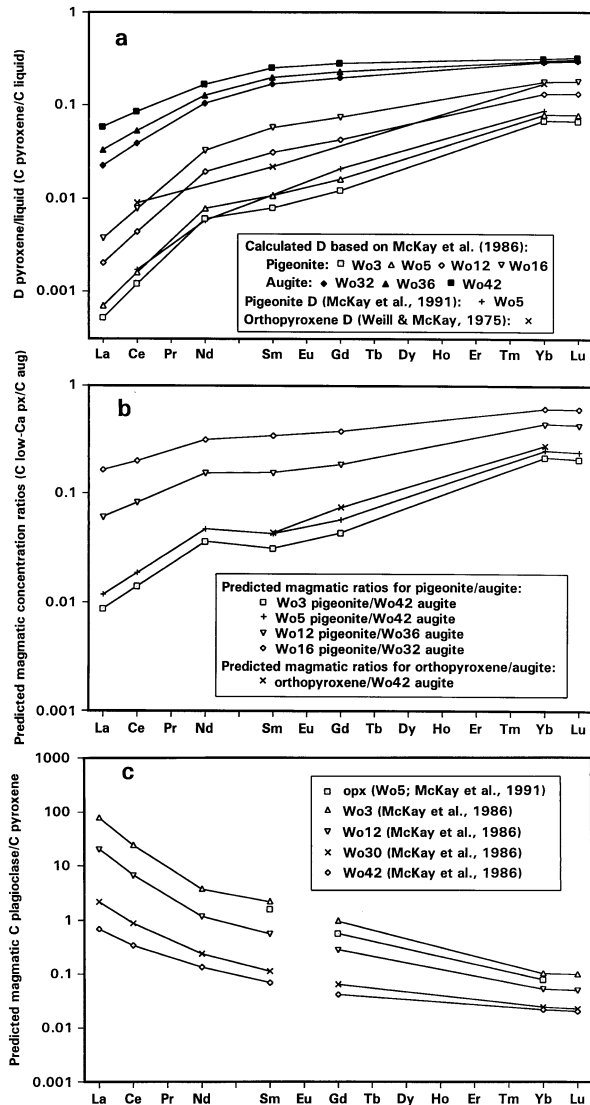 a
D pyroxene/liquid (C pyroxene/C liquid)
1
0.1
0.01
0.001
Calculated D based on McKay et al. (1986):
Pigeonite: Wo3 Wo5 Wo12 Wo16
Augite: Wo32 Wo36 Wo42
Pigeonite D (McKay et al., 1991): Wo5
Orthopyroxene D (Weill & McKay, 1975):
La Ce Pr Nd Sm Eu Gd Tb Dy Ho Er Tm Yb Lu
b
Predicted magmatic concentration ratios (C low-Ca px/C aug)
1
0.1
0.01
0.001
Predicted magmatic ratios for pigeonite/augite:
Wo3 pigeonite/Wo42 augite
Wo5 pigeonite/Wo42 augite
Wo12 pigeonite/Wo36 augite
Wo16 pigeonite/Wo32 augite
Predicted magmatic ratios for orthopyroxene/augite:
orthopyroxene/Wo42 augite
La Ce Pr Nd Sm Eu Gd Tb Dy Ho Er Tm Yb Lu
c
Predicted magmatic C plagioclase/C pyroxene
1000
100
10
1
0.1
0.01
0.001
opx (Wo5; McKay et al., 1991)
Wo3 (McKay et al., 1986)
Wo12 (McKay et al., 1986)
Wo30 (McKay et al., 1986)
Wo42 (McKay et al., 1986)
La Ce Pr Nd Sm Eu Gd Tb Dy Ho Er Tm Yb Lu